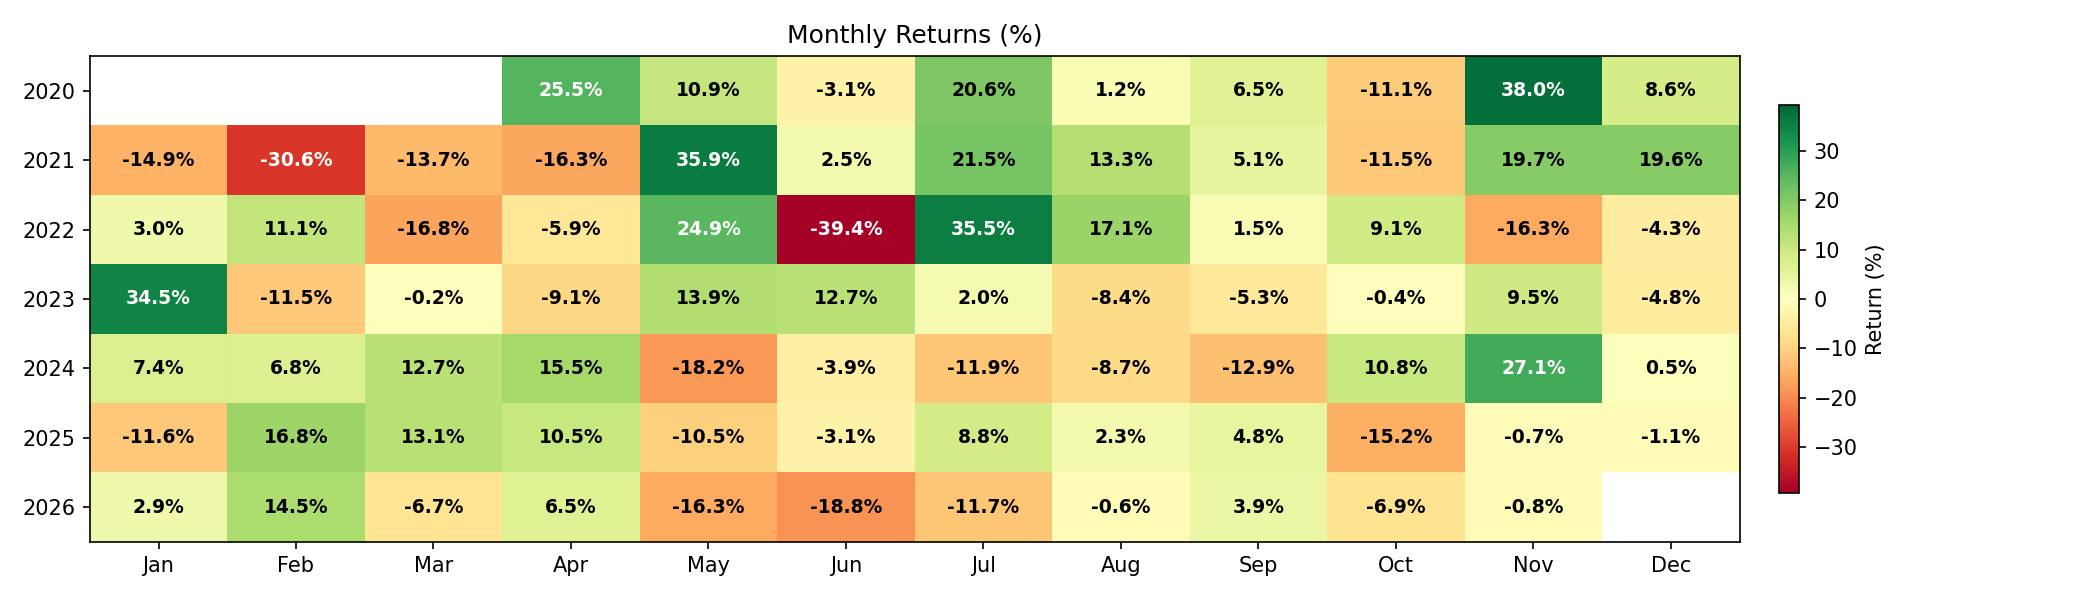 Monthly Returns (%)
2020 25.5% 10.9% -3.1% 20.6% 1.2% 6.5% -11.1% 38.0% 8.6%
2021 -14.9% -30.6% -13.7% -16.3% 35.9% 2.5% 21.5% 13.3% 5.1% -11.5% 19.7% 19.6%
2022 3.0% 11.1% -16.8% -5.9% 24.9% -39.4% 35.5% 17.1% 1.5% 9.1% -16.3% -4.3%
2023 34.5% -11.5% -0.2% -9.1% 13.9% 12.7% 2.0% -8.4% -5.3% -0.4% 9.5% -4.8%
2024 7.4% 6.8% 12.7% 15.5% -18.2% -3.9% -11.9% -8.7% -12.9% 10.8% 27.1% 0.5%
2025 -11.6% 16.8% 13.1% 10.5% -10.5% -3.1% 8.8% 2.3% 4.8% -15.2% -0.7% -1.1%
2026 2.9% 14.5% -6.7% 6.5% -16.3% -18.8% -11.7% -0.6% 3.9% -6.9% -0.8%
Jan Feb Mar Apr May Jun Jul Aug Sep Oct Nov Dec
30
20
10
0
−10
−20
−30
Return (%)